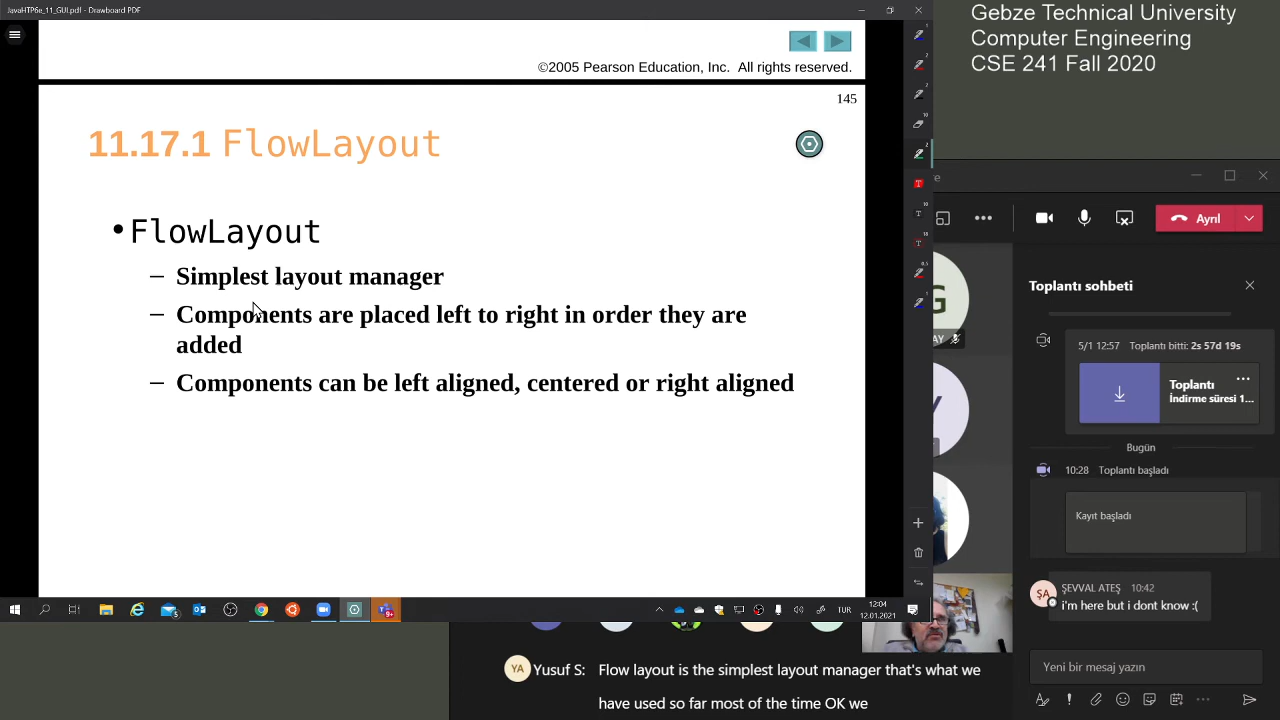 JavaHTP6e_11_GUI.pdf - Drawboard PDF
©2005 Pearson Education, Inc. All rights reserved.
145
11.17.1 FlowLayout
• FlowLayout
– Simplest layout manager
– Components are placed left to right in order they are
added
– Components can be left aligned, centered or right aligned
TUR
12:04
12.01.2021
Gebze Technical University
Computer Engineering
CSE 241 Fall 2020
Ayrıl
Toplantı sohbeti
5/1 12:57 Toplantı bitti: 2s 57d 19s
Toplantı
İndirme süresi 1...
Bugün
10:28 Toplantı başladı
Kayıt başladı
ŞA
ŞEVVAL ATEŞ 10:42
i'm here but i dont know :(
Yeni bir mesaj yazın
YA
Yusuf S: Flow layout is the simplest layout manager that's what we
have used so far most of the time OK we